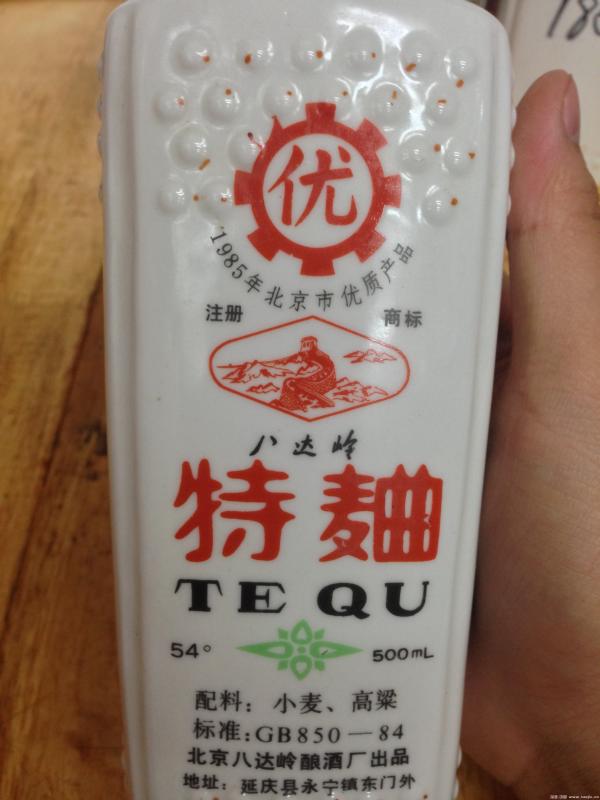 优
1985年北京市优质产品
注册 商标
八达岭
特麯
TE QU
54° 500mL
配料：小麦、高粱
标准:GB850—84
北京八达岭酿酒厂出品
地址：延庆县永宁镇东门外